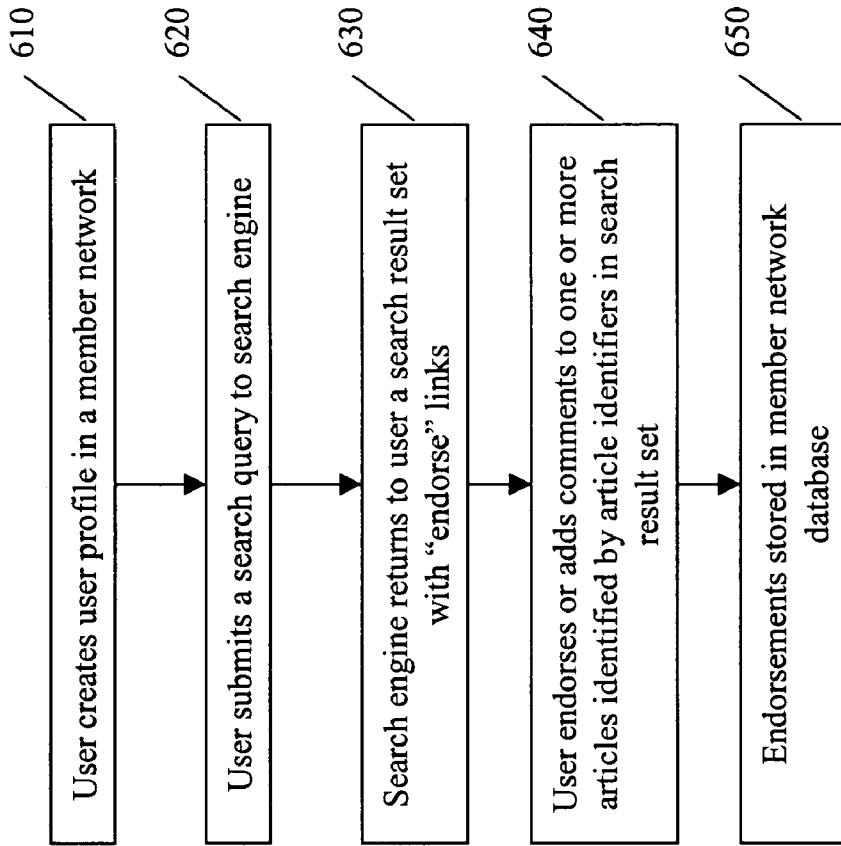 User creates user profile in a member network
610
User submits a search query to search engine
620
Search engine returns to user a search result set
with “endorse” links
630
User endorses or adds comments to one or more
articles identified by article identifiers in search
result set
640
Endorsements stored in member network
database
650